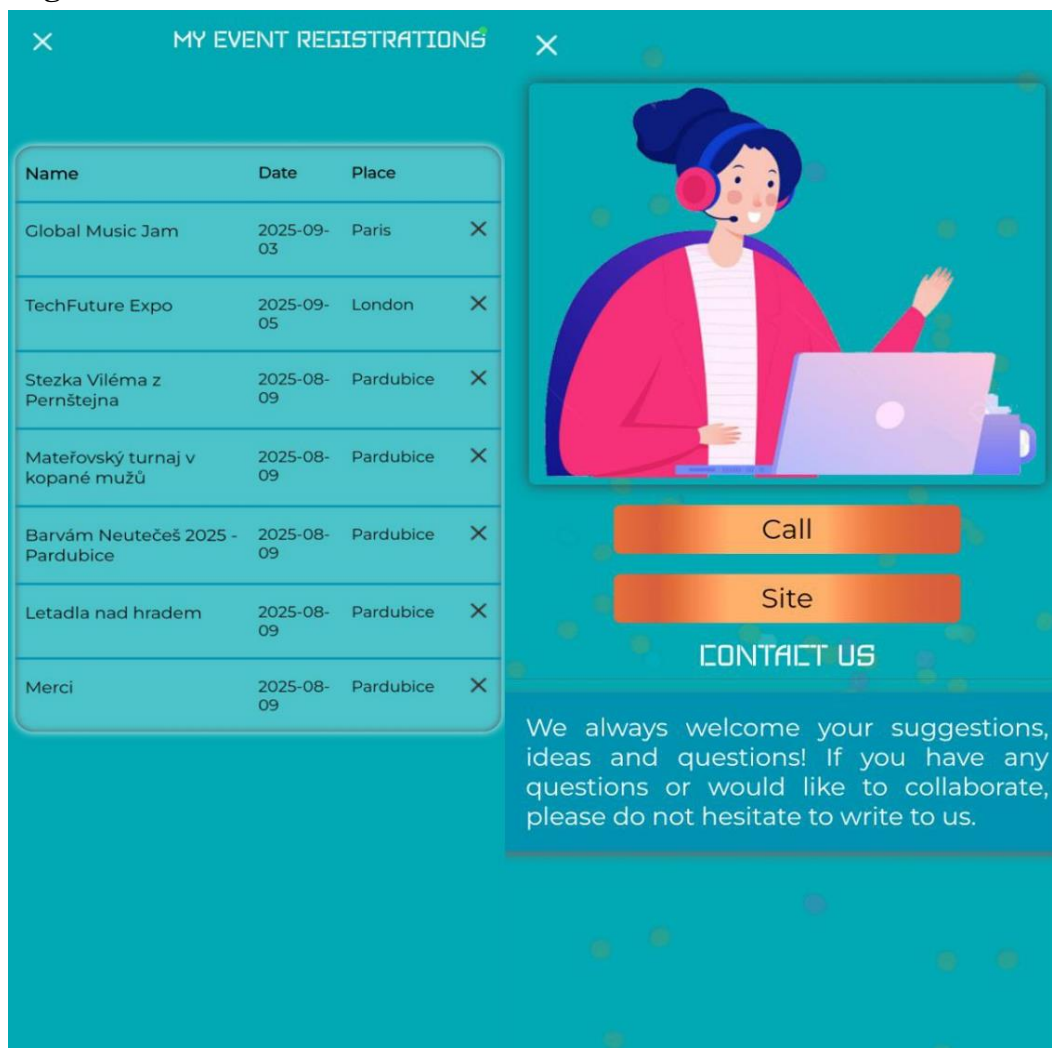 MY EVENT REGISTRATIONS
Name Date Place
Global Music Jam 2025-09- Paris
03
TechFuture Expo 2025-09- London
05
Stezka Viléma z 2025-08- Pardubice
Pernštejna 09
Mateřovský turnaj v 2025-08- Pardubice
kopané mužů 09
Barvám Neutečeš 2025 - 2025-08- Pardubice
Pardubice 09
Letadla nad hradem 2025-08- Pardubice
09
Merci 2025-08- Pardubice
09
Call
Site
CONTACT US
We always welcome your suggestions,
ideas and questions! If you have any
questions or would like to collaborate,
please do not hesitate to write to us.